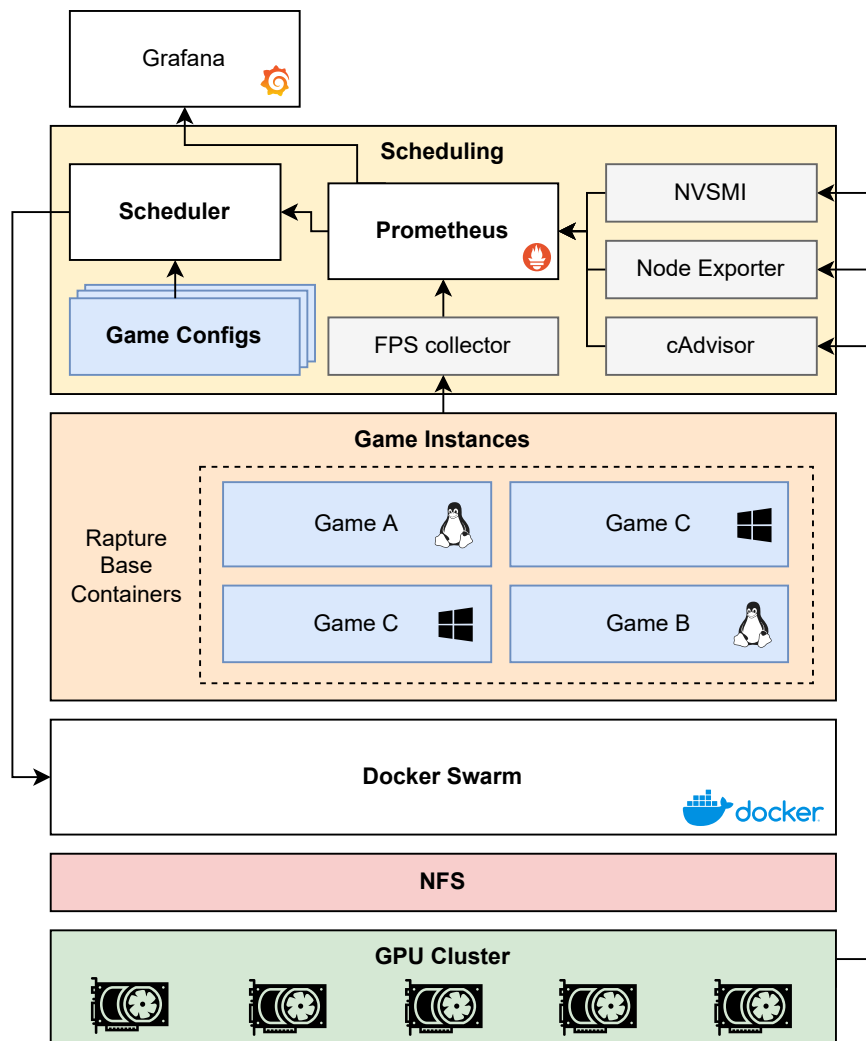 Grafana
Scheduling
Scheduler
Prometheus
NVSMI
Node Exporter
cAdvisor
Game Configs
FPS collector
Game Instances
Rapture
Base
Containers
Game A
Game C
Game C
Game B
Docker Swarm
docker
NFS
GPU Cluster